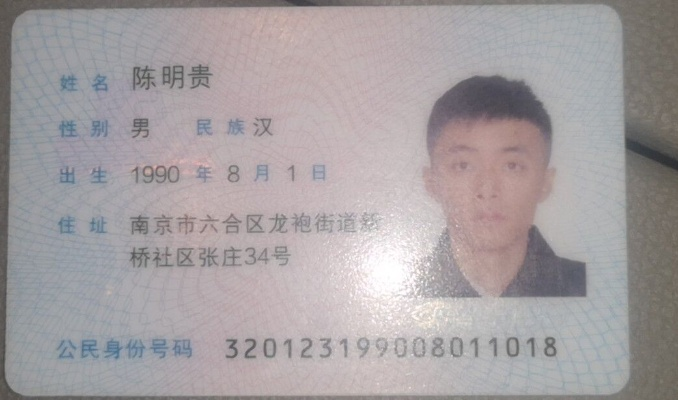 姓名 陈明贵
性别 男 民族 汉
出生 1990 年 8 月 1 日
住址 南京市六合区龙袍街道新
桥社区张庄34号
公民身份号码 320123199008011018